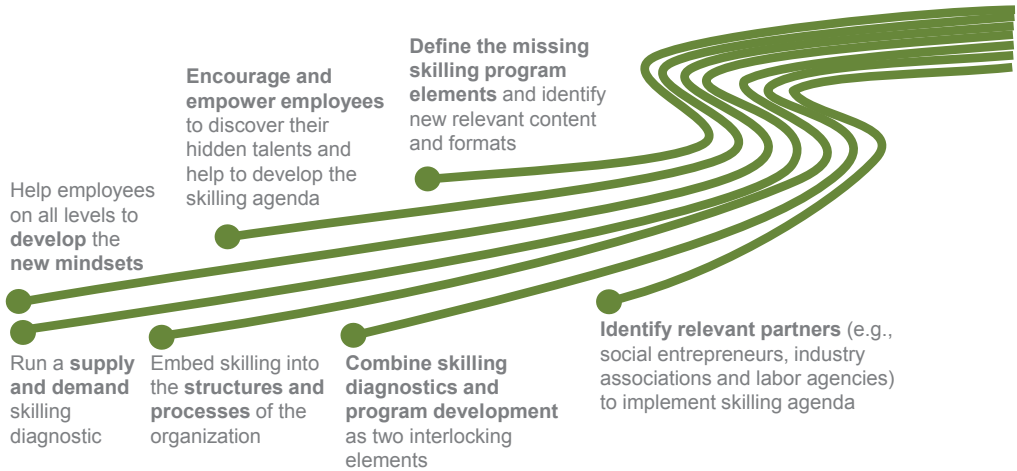 Define the missing
skilling program
elements and identify
new relevant content
and formats
Encourage and
empower employees
to discover their
hidden talents and
help to develop the
skilling agenda
Help employees
on all levels to
develop the
new mindsets
Run a supply
and demand
skilling
diagnostic
Embed skilling into
the structures and
processes of the
organization
Combine skilling
diagnostics and
program development
as two interlocking
elements
Identify relevant partners (e.g.,
social entrepreneurs, industry
associations and labor agencies)
to implement skilling agenda